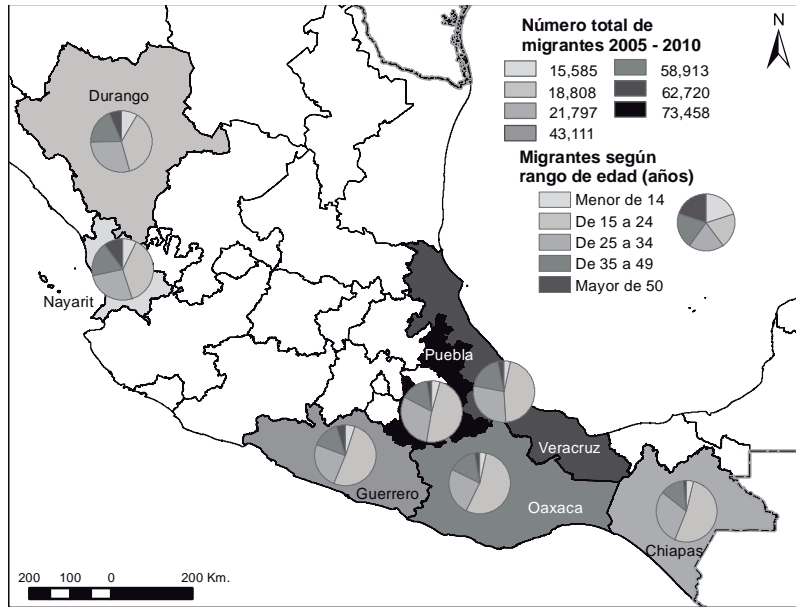 Número total de
migrantes 2005 - 2010
15,585
18,808
21,797
43,111
58,913
62,720
73,458
N
Migrantes según
rango de edad (años)
Menor de 14
De 15 a 24
De 25 a 34
De 35 a 49
Mayor de 50
Durango
Nayarit
Puebla
Veracruz
Guerrero
Oaxaca
Chiapas
200 100 0 200 Km.